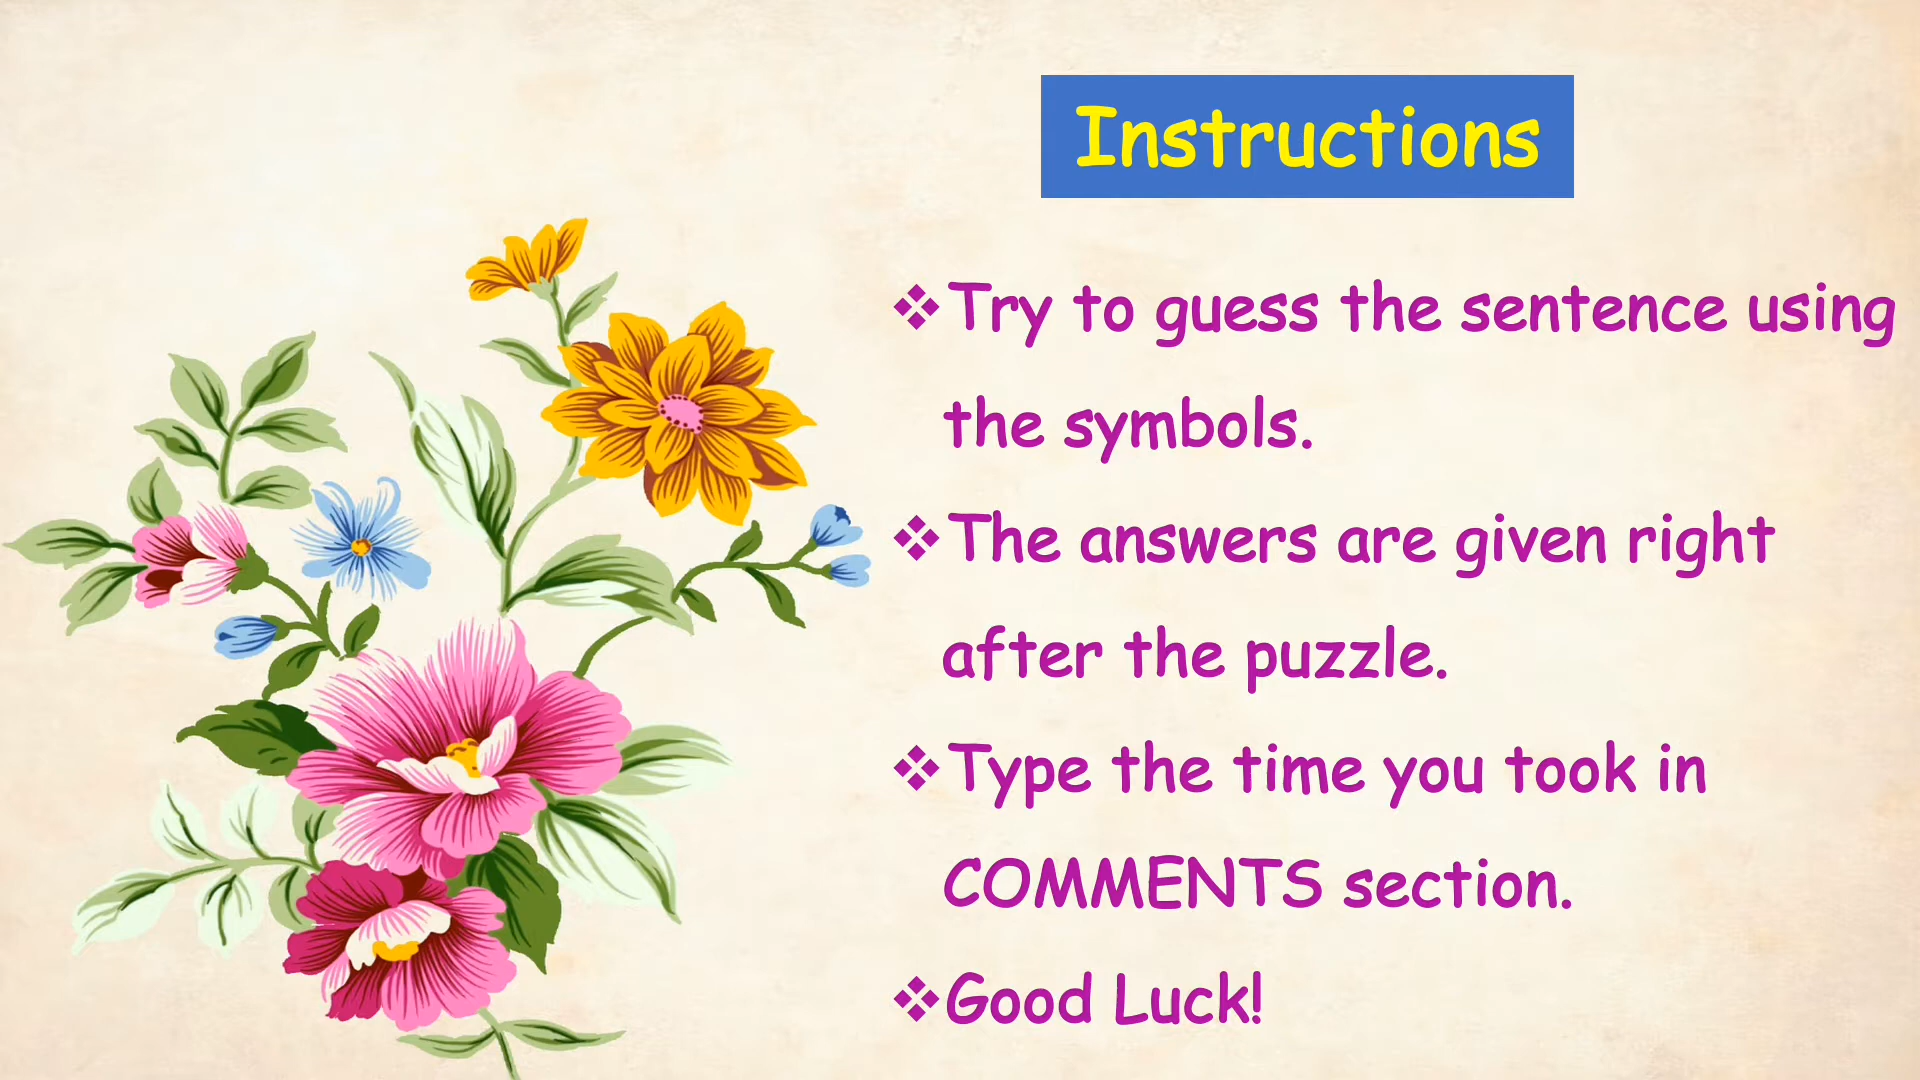 Instructions
❖Try to guess the sentence using
the symbols.
❖The answers are given right
after the puzzle.
❖Type the time you took in
COMMENTS section.
❖Good Luck!